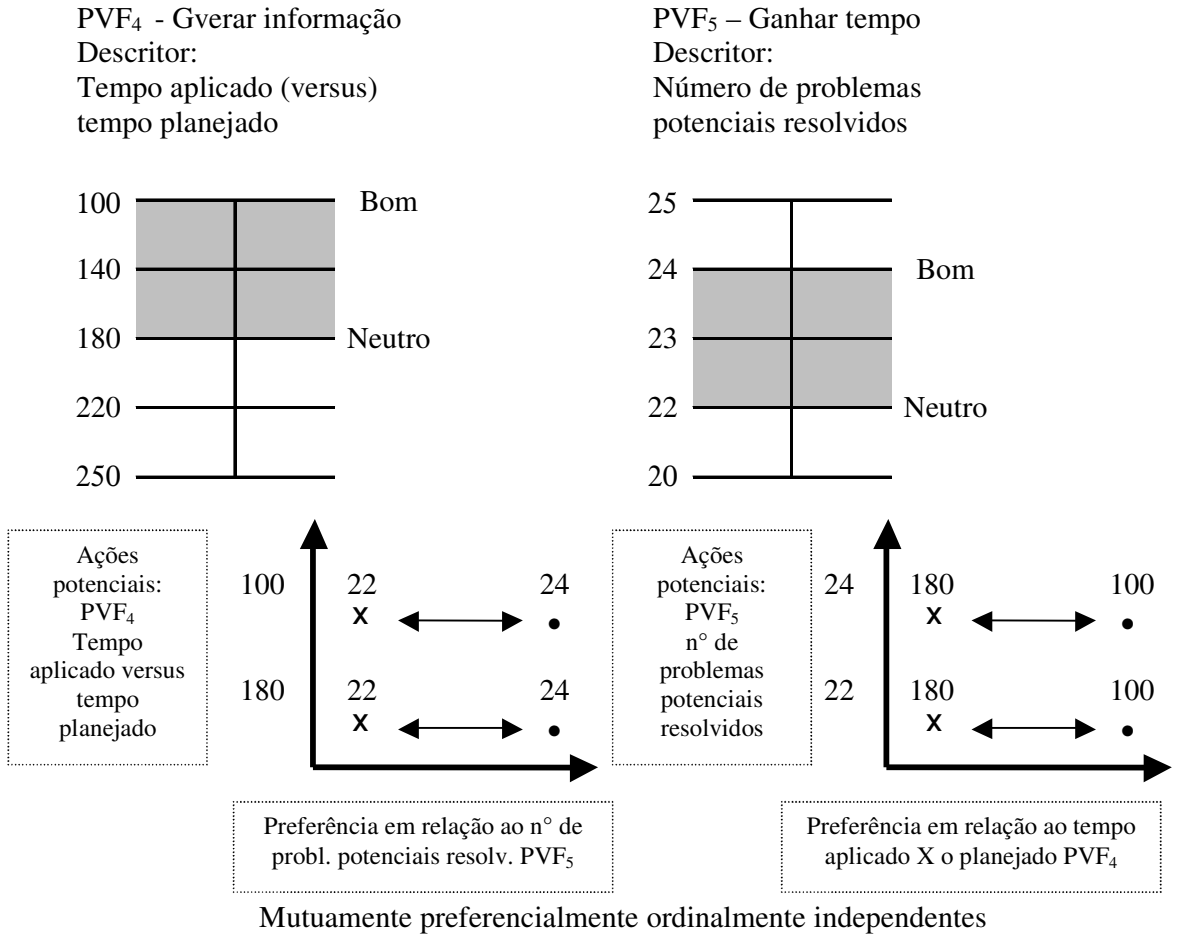 PVF4 - Gverar informação
Descritor:
Tempo aplicado (versus)
tempo planejado
PVF5 – Ganhar tempo
Descritor:
Número de problemas
potenciais resolvidos
100 Bom
140
180 Neutro
220
250
25
24 Bom
23
22 Neutro
20
Ações
potenciais:
PVF4
Tempo
aplicado versus
tempo
planejado
100 22 24
X
180 22 24
X
Preferência em relação ao n° de
probl. potenciais resolv. PVF5
Ações
potenciais:
PVF5
n° de
problemas
potenciais
resolvidos
24 180 100
X
22 180 100
X
Preferência em relação ao tempo
aplicado X o planejado PVF4
Mutuamente preferencialmente ordinalmente independentes